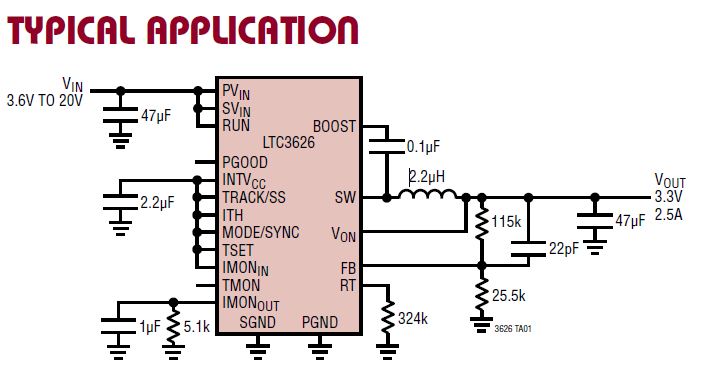 TYPICAL APPLICATION
VIN
3.6V TO 20V
47µF
PVIN
SVIN
RUN
BOOST
LTC3626
0.1µF
PGOOD
INTVCC
2.2µF
TRACK/SS
SW
2.2µH
VOUT
3.3V
2.5A
ITH
MODE/SYNC
VON
115k
47µF
TSET
22pF
IMONIN
FB
TMON
RT
IMONOUT
25.5k
1µF
5.1k
SGND
PGND
324k
3626 TA01